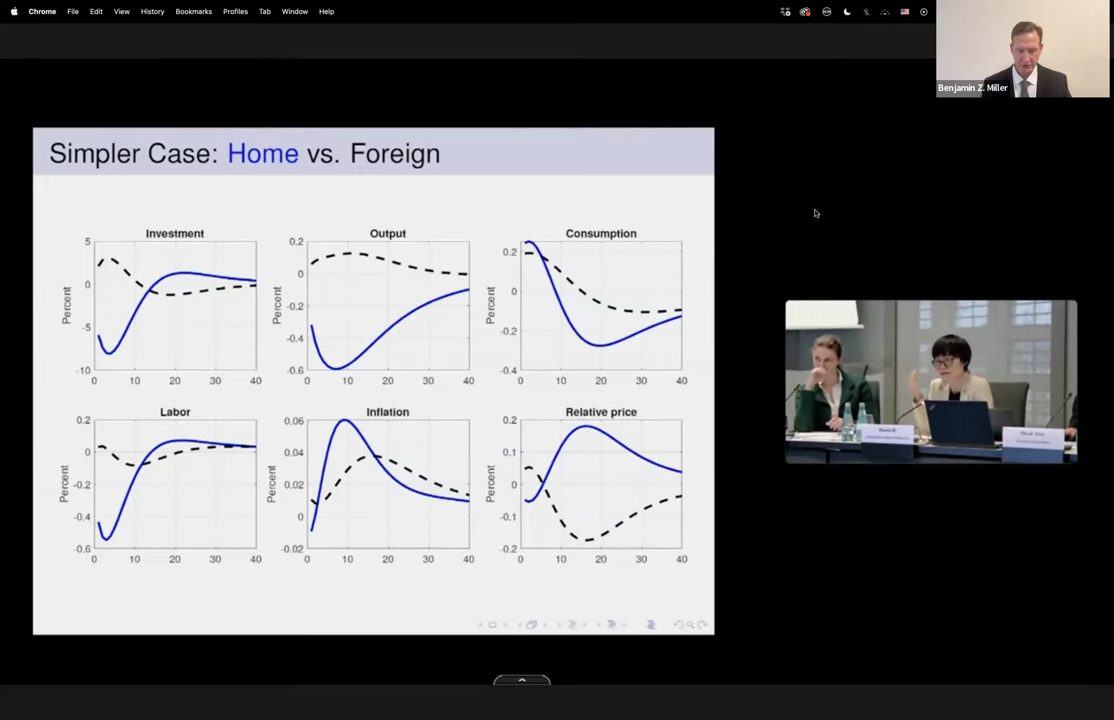 Chrome File Edit View History Bookmarks Profiles Tab Window Help
Benjamin Z. Miller
Simpler Case: Home vs. Foreign
Investment
Percent
5
0
-5
-10
0 10 20 30 40
Output
Percent
0.2
0
-0.2
-0.4
-0.6
0 10 20 30 40
Consumption
Percent
0.2
0
-0.2
-0.4
0 10 20 30 40
Labor
Percent
0.2
0
-0.2
-0.4
-0.6
0 10 20 30 40
Inflation
Percent
0.06
0.04
0.02
0
-0.02
0 10 20 30 40
Relative price
Percent
0.2
0.1
0
-0.1
-0.2
0 10 20 30 40